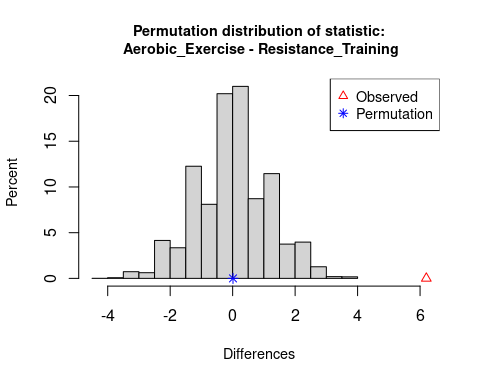 Permutation distribution of statistic:
Aerobic_Exercise - Resistance_Training
Observed
Permutation
Percent
20
15
10
5
0
-4 -2 0 2 4 6
Differences